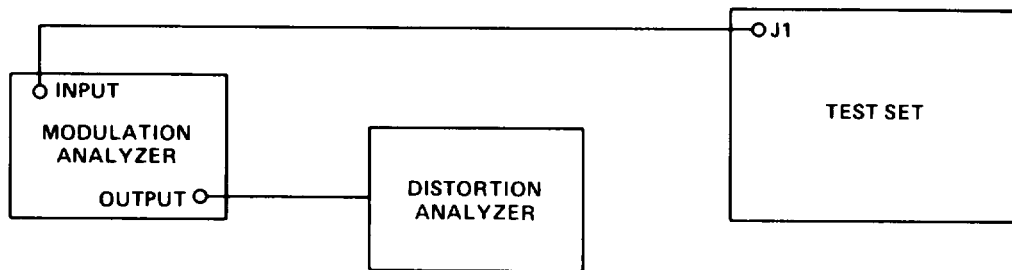 J1
INPUT
MODULATION
ANALYZER
OUTPUT
TEST SET
DISTORTION
ANALYZER